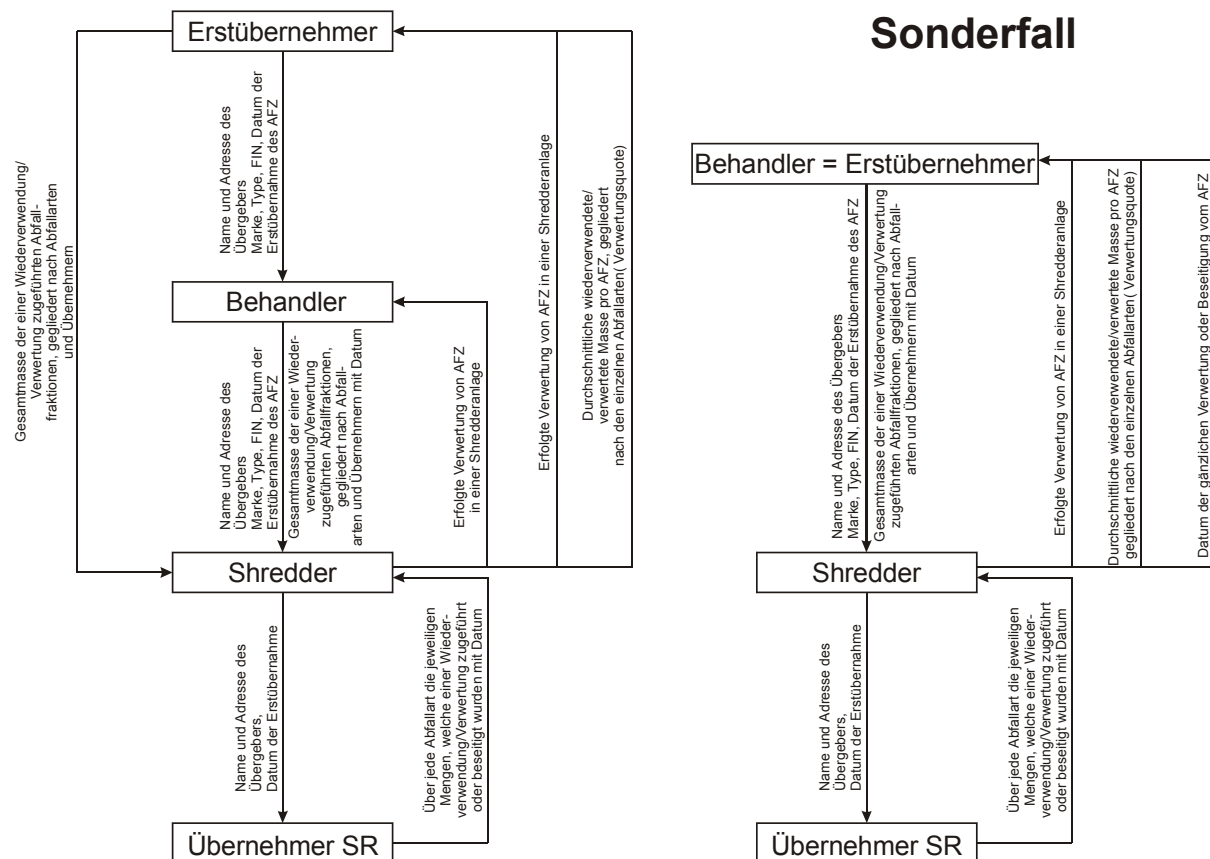 Sonderfall
Erstübernehmer
Gesamtmasse der einer Wiederverwendung/
Verwertung zugeführten Abfall-
fraktionen, gegliedert nach Abfallarten
und Übernehmern
Name und Adresse des
Übergebers
Marke, Type, FIN, Datum der
Erstübernahme des AFZ
Behandler
Name und Adresse des
Übergebers
Marke, Type, FIN, Datum der
Erstübernahme des AFZ
Gesamtmasse der einer Wieder-
verwendung/Verwertung
zugeführten Abfallfraktionen,
gegliedert nach Abfall-
arten und Übernehmern mit Datum
Erfolgte Verwertung von AFZ
in einer Shredderanlage
Erfolgte Verwertung von AFZ in einer Shredderanlage
Durchschnittliche wiederverwendete/
verwertete Masse pro AFZ, gegliedert
nach den einzelnen Abfallarten( Verwertungsquote)
Shredder
Name und Adresse des
Übergebers,
Datum der Erstübernahme
Über jede Abfallart die jeweiligen
Mengen, welche einer Wieder-
verwendung/Verwertung zugeführt
oder beseitigt wurden mit Datum
Übernehmer SR
Behandler = Erstübernehmer
Name und Adresse des Übergebers
Marke, Type, FIN, Datum der Erstübernahme des AFZ
Gesamtmasse der einer Wiederverwendung/Verwertung
zugeführten Abfallfraktionen, gegliedert nach Abfall-
arten und Übernehmern mit Datum
Erfolgte Verwertung von AFZ in einer Shredderanlage
Durchschnittliche wiederverwendete/verwertete Masse pro AFZ
gegliedert nach den einzelnen Abfallarten( Verwertungsquote)
Datum der gänzlichen Verwertung oder Beseitigung vom AFZ
Shredder
Name und Adresse des
Übergebers,
Datum der Erstübernahme
Über jede Abfallart die jeweiligen
Mengen, welche einer Wieder-
verwendung/Verwertung zugeführt
oder beseitigt wurden mit Datum
Übernehmer SR